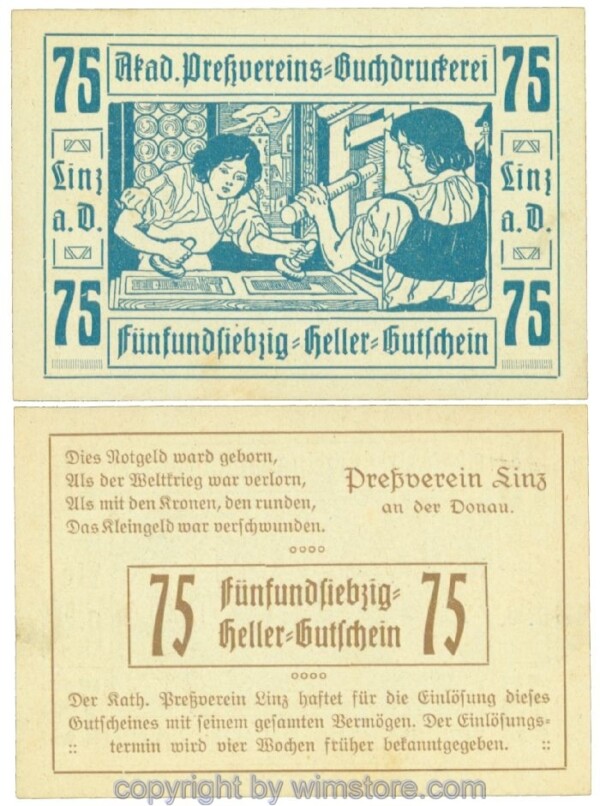 75 Akad. Preßvereins=Buchdruckerei 75
Linz Linz
a.D. a.D.
75 Fünfundsiebzig=Heller=Gutschein 75
Dies Notgeld ward geborn,
Als der Weltkrieg war verlorn,
Als mit den Kronen, den runden,
Das Kleingeld war verschwunden.
Preßverein Linz
an der Donau.
75 Fünfundsiebzig= 75
Heller=Gutschein
Der Kath. Preßverein Linz haftet für die Einlösung dieses
Gutscheines mit seinem gesamten Vermögen. Der Einlösungs=
:: termin wird vier Wochen früher bekanntgegeben. ::
copyright by wimstore.com